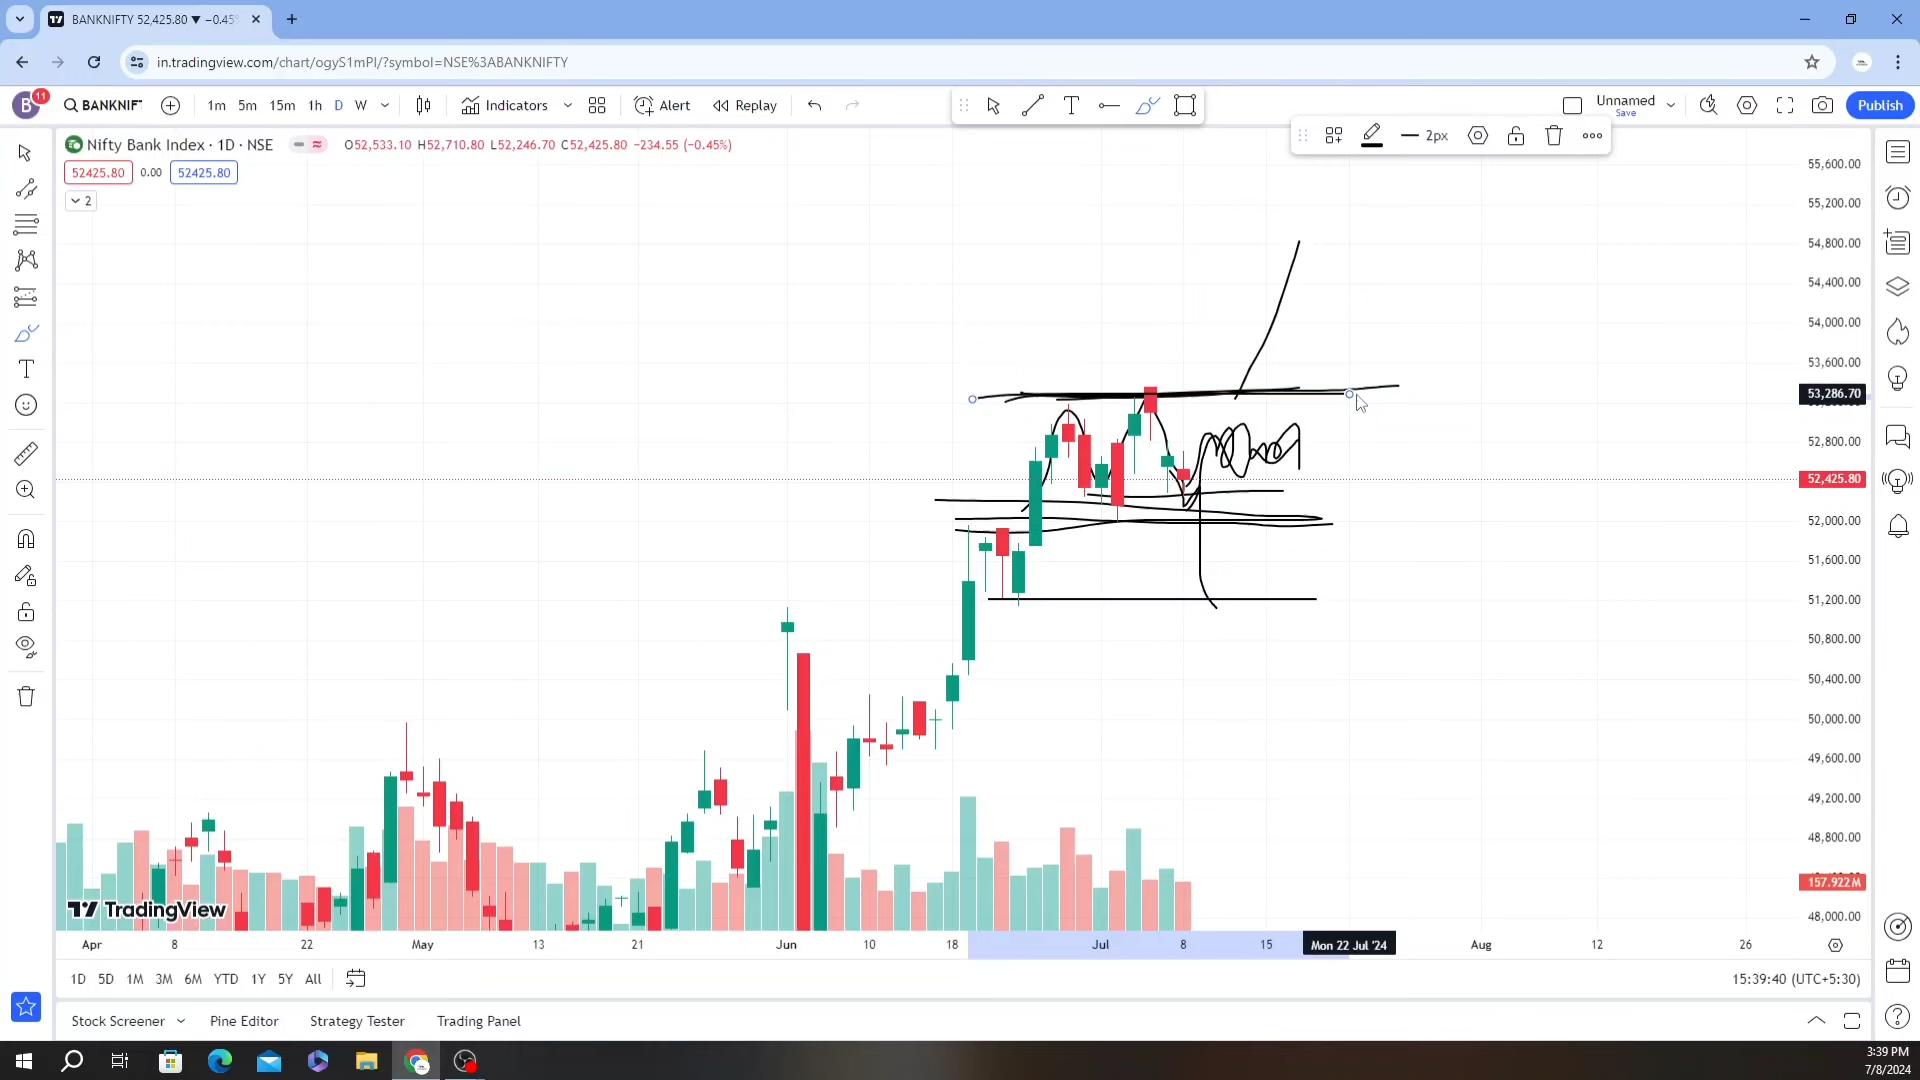 BANKNIFTY 52,425.80 ▼ −0.45%
in.tradingview.com/chart/ogyS1mPl/?symbol=NSE%3ABANKNIFTY
B
11
BANKNIF
1m 5m 15m 1h D W
Indicators
Alert
Replay
Unnamed
Save
Publish
2px
Nifty Bank Index · 1D · NSE
O52,533.10 H52,710.80 L52,246.70 C52,425.80 −234.55 (−0.45%)
52425.80
0.00
52425.80
2
55,600.00
55,200.00
54,800.00
54,400.00
54,000.00
53,600.00
53,286.70
52,800.00
52,425.80
52,000.00
51,600.00
51,200.00
50,800.00
50,400.00
50,000.00
49,600.00
49,200.00
48,800.00
157.922M
48,000.00
TradingView
Apr 8 22 May 13 21 Jun 10 18 Jul 8 15 Mon 22 Jul '24 Aug 12 26
1D 5D 1M 3M 6M YTD 1Y 5Y All
15:39:40 (UTC+5:30)
Stock Screener
Pine Editor
Strategy Tester
Trading Panel
3:39 PM
7/8/2024